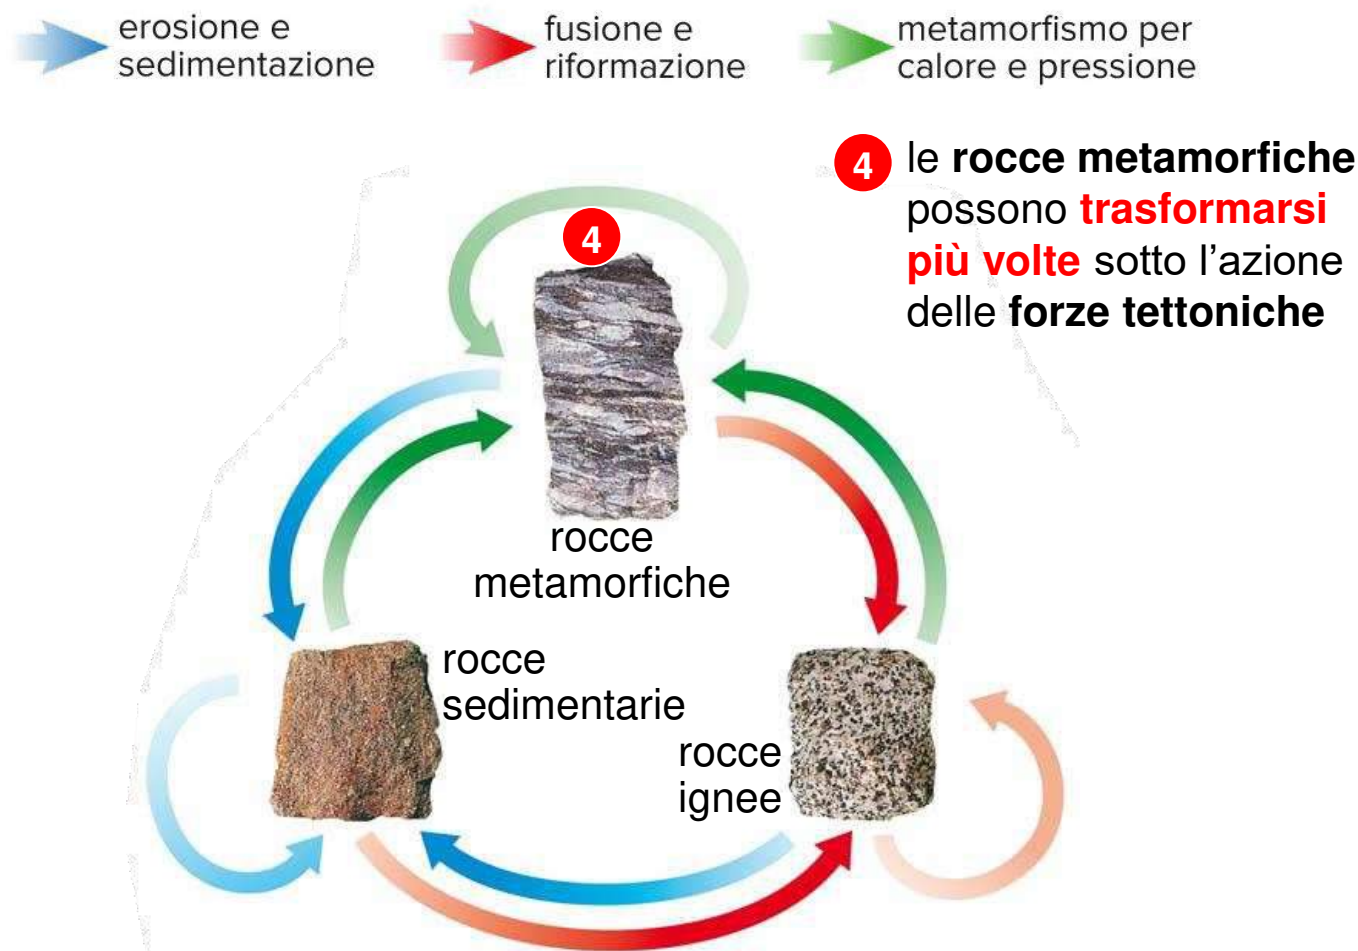 erosione e
sedimentazione
fusione e
riformazione
metamorfismo per
calore e pressione
4
le rocce metamorfiche
possono trasformarsi
più volte sotto l’azione
delle forze tettoniche
4
rocce
metamorfiche
rocce
sedimentarie
rocce
ignee